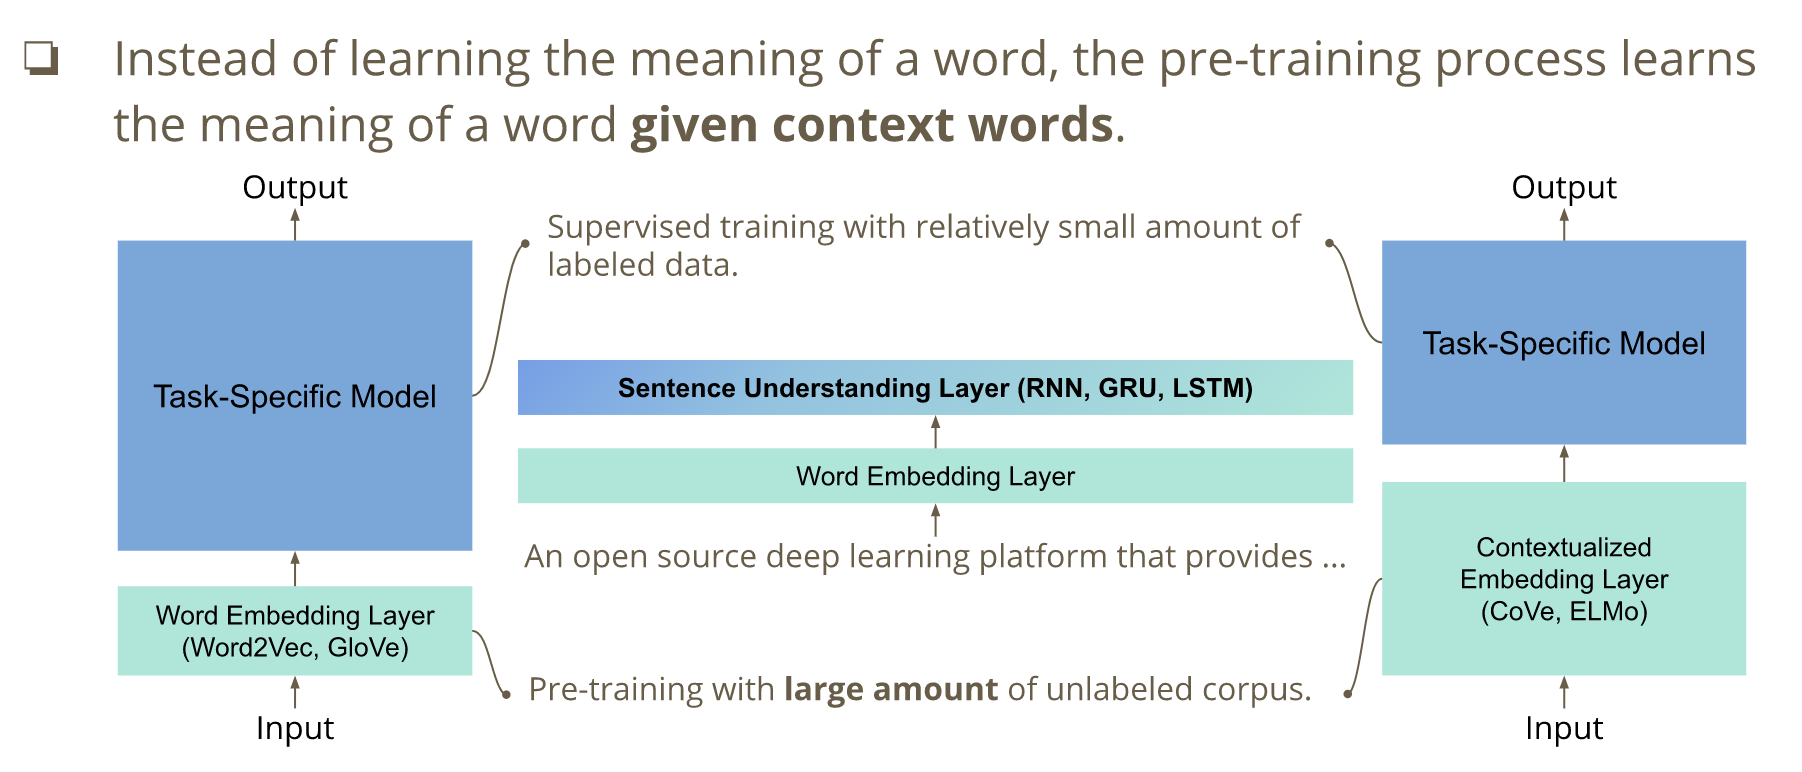 Instead of learning the meaning of a word, the pre-training process learns
the meaning of a word given context words.
Output
Task-Specific Model
Word Embedding Layer
(Word2Vec, GloVe)
Input
Supervised training with relatively small amount of
labeled data.
Sentence Understanding Layer (RNN, GRU, LSTM)
Word Embedding Layer
An open source deep learning platform that provides ...
Pre-training with large amount of unlabeled corpus.
Output
Task-Specific Model
Contextualized
Embedding Layer
(CoVe, ELMo)
Input